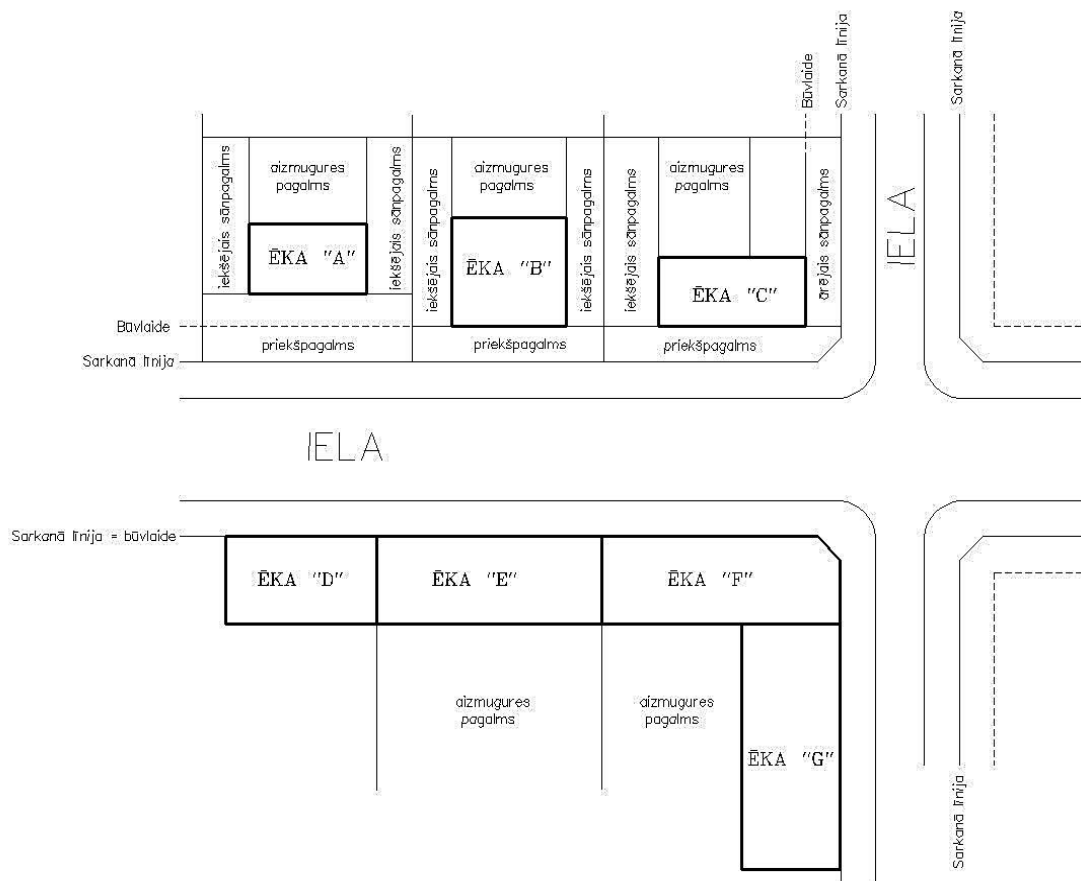 Būvlaide
Sarkanā līnija
Sarkanā līnija
iekšējais sānpagalms
aizmugures
pagalms
iekšējais sānpagalms
iekšējais sānpagalms
aizmugures
pagalms
iekšējais sānpagalms
iekšējais sānpagalms
aizmugures
pagalms
ārējais sānpagalms
IELA
ĒKA "A"
ĒKA "B"
ĒKA "C"
Būvlaide
priekšpagalms
priekšpagalms
priekšpagalms
Sarkanā līnija
IELA
Sarkanā līnija = būvlaide
ĒKA "D"
ĒKA "E"
ĒKA "F"
aizmugures
pagalms
aizmugures
pagalms
ĒKA "G"
Sarkanā līnija